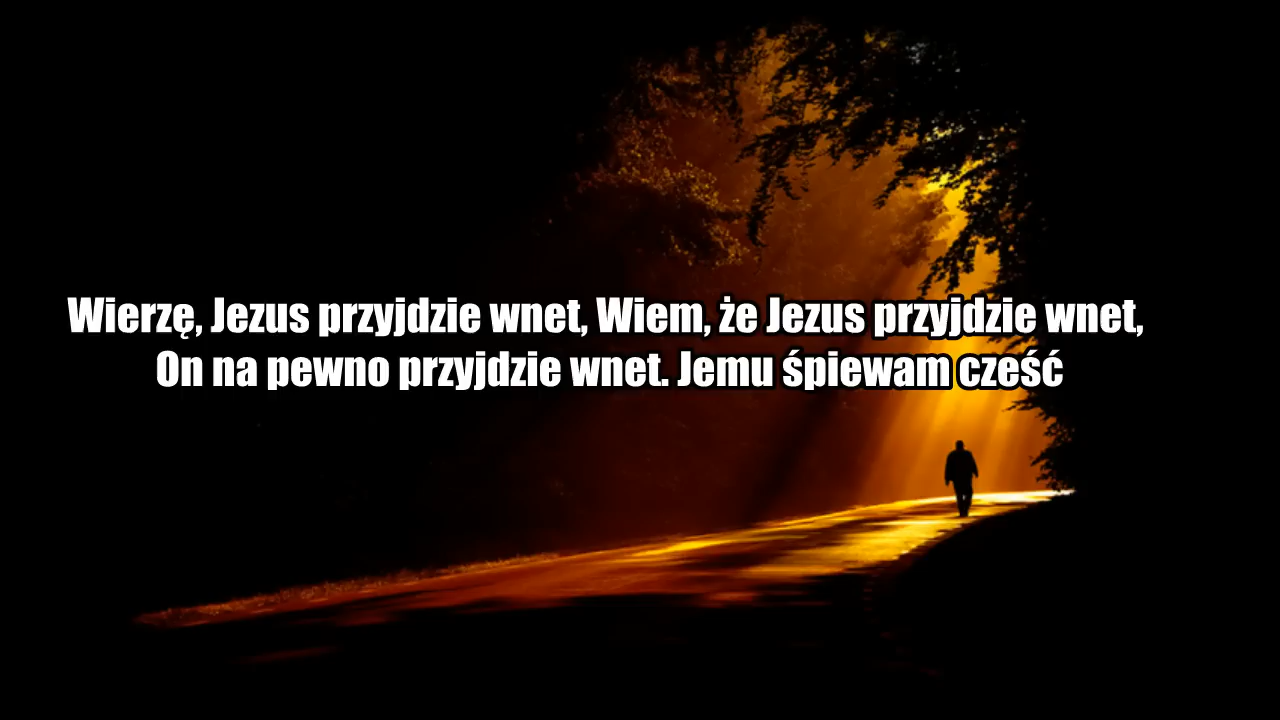 Wierzę, Jezus przyjdzie wnet, Wiem, że Jezus przyjdzie wnet,
On na pewno przyjdzie wnet. Jemu śpiewam cześć